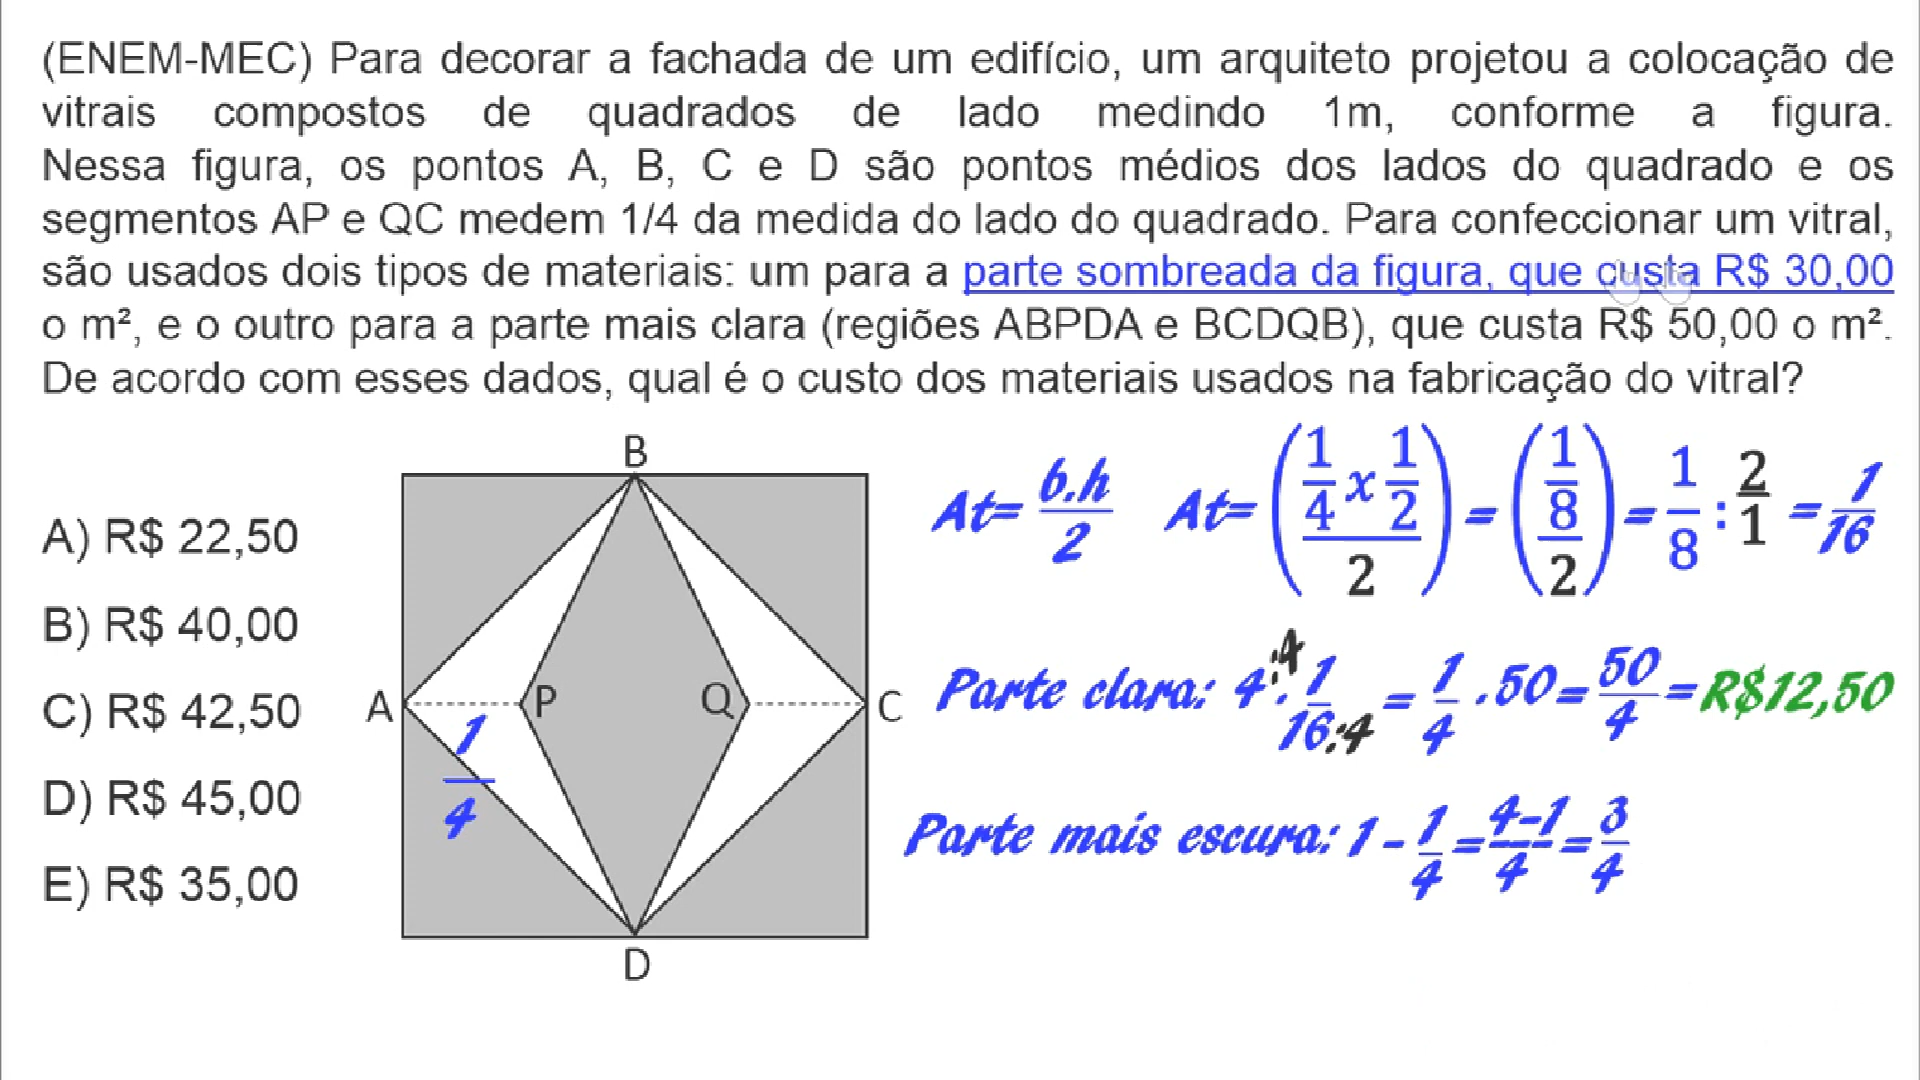 (ENEM-MEC) Para decorar a fachada de um edifício, um arquiteto projetou a colocação de
vitrais compostos de quadrados de lado medindo 1m, conforme a figura.
Nessa figura, os pontos A, B, C e D são pontos médios dos lados do quadrado e os
segmentos AP e QC medem 1/4 da medida do lado do quadrado. Para confeccionar um vitral,
são usados dois tipos de materiais: um para a parte sombreada da figura, que custa R$ 30,00
o m², e o outro para a parte mais clara (regiões ABPDA e BCDQB), que custa R$ 50,00 o m².
De acordo com esses dados, qual é o custo dos materiais usados na fabricação do vitral?
A) R$ 22,50
B) R$ 40,00
C) R$ 42,50
D) R$ 45,00
E) R$ 35,00
B
A
P
Q
C
D
1/4
At= b.h/2 At= ((1/4 x 1/2)/2) = ((1/8)/2) = 1/8 : 2/1 = 1/16
Parte clara: 4:4 . 1/16:4 = 1/4 . 50 = 50/4 = R$12,50
Parte mais escura: 1 - 1/4 = 4-1/4 = 3/4